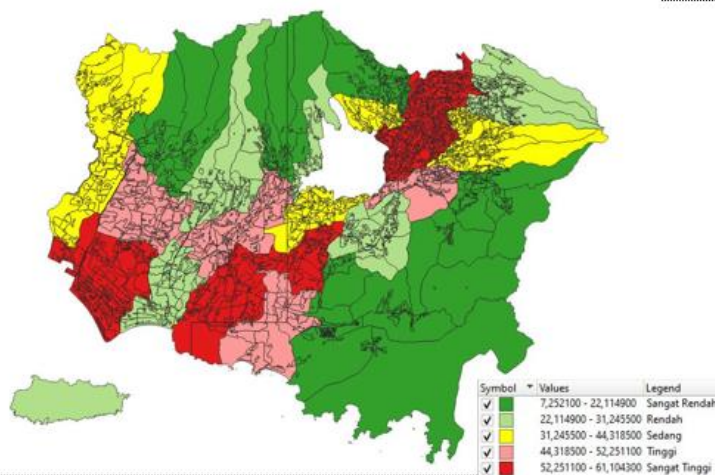 Symbol Values Legend
7,252100 - 22,114900 Sangat Rendah
22,114900 - 31,245500 Rendah
31,245500 - 44,318500 Sedang
44,318500 - 52,251100 Tinggi
52,251100 - 61,104300 Sangat Tinggi